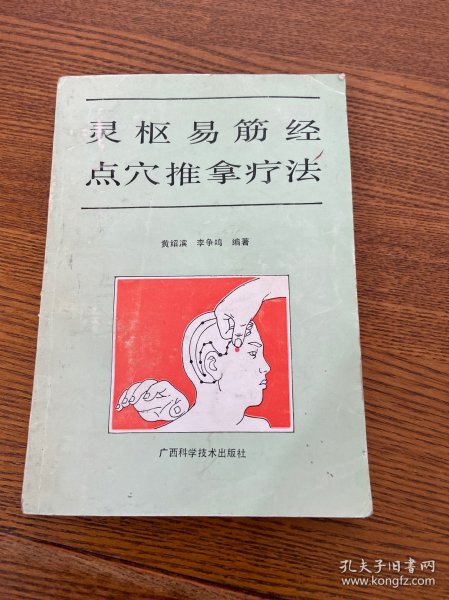 灵枢易筋经
点穴推拿疗法
黄绍滨 李争鸣 编著
广西科学技术出版社
孔夫子旧书网
www.kongfz.com